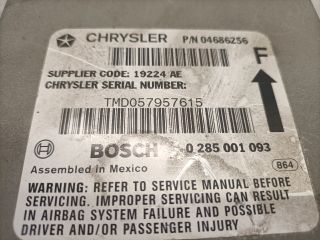 CHRYSLER P/N 04686256
F
SUPPLIER CODE: 19224 AE
CHRYSLER SERIAL NUMBER:
TMD057957615
BOSCH 0 285 001 093
Assembled in Mexico B64
WARNING: REFER TO SERVICE MANUAL BEFORE
SERVICING. IMPROPER SERVICING CAN RESULT
IN AIRBAG SYSTEM FAILURE AND POSSIBLE
DRIVER AND/OR PASSENGER INJURY